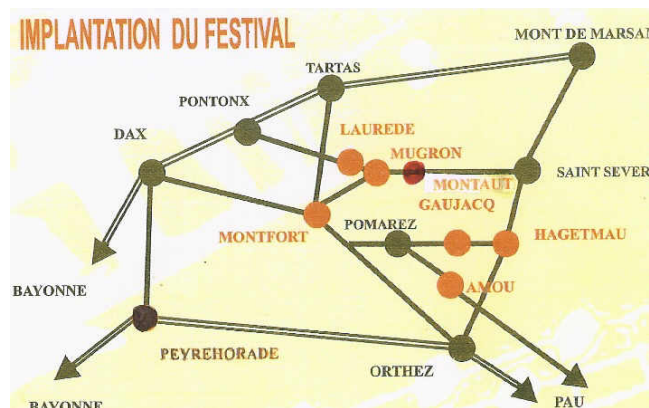 IMPLANTATION DU FESTIVAL
MONT DE MARSAN
TARTAS
PONTONX
LAUREDE
DAX
MUGRON
MONTAUT
SAINT SEVER
GAUJACQ
MONTFORT
POMAREZ
HAGETMAU
BAYONNE
AMOU
PEYREHORADE
ORTHEZ
BAYONNE
PAU